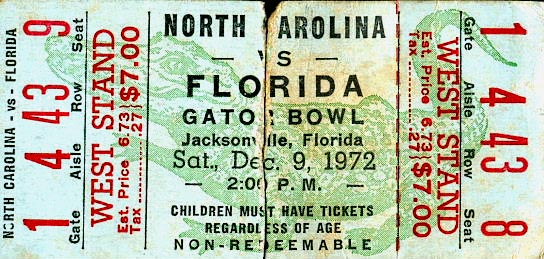 NORTH CAROLINA - vs - FLORIDA
1 4 43 9
Gate Aisle Row Seat
WEST STAND
Est. Price 6.73
Tax ........ .27
$7.00
NORTH CAROLINA
- VS -
FLORIDA
GATOR BOWL
Jacksonville, Florida
Sat., Dec. 9, 1972
- 2:00 P. M. -
CHILDREN MUST HAVE TICKETS
REGARDLESS OF AGE
NON-REDEEMABLE
WEST STAND
Est. Price 6.73
Tax ........ .27
$7.00
Gate Aisle Row Seat
1 4 43 8